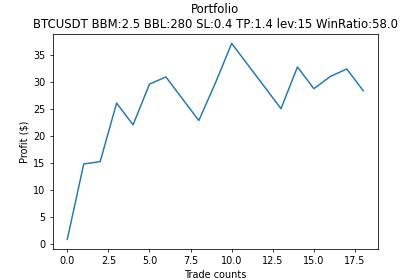 Portfolio
BTCUSDT BBM:2.5 BBL:280 SL:0.4 TP:1.4 lev:15 WinRatio:58.0
35
30
25
20
15
10
5
0
Profit ($)
0.0 2.5 5.0 7.5 10.0 12.5 15.0 17.5
Trade counts